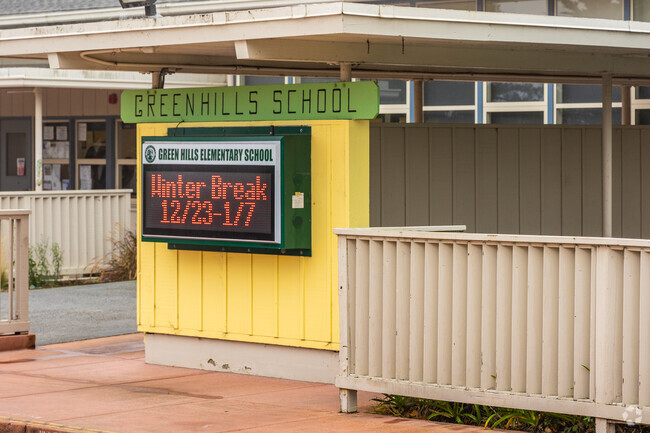 GREENHILLS SCHOOL
GREEN HILLS ELEMENTARY SCHOOL
Winter Break
12/23-1/7